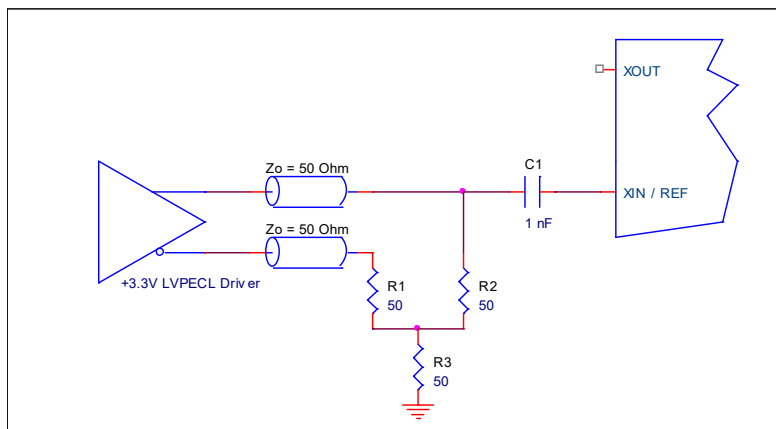 XOUT
Zo = 50 Ohm
C1
XIN / REF
1 nF
Zo = 50 Ohm
+3.3V LVPECL Driver
R1
50
R2
50
R3
50